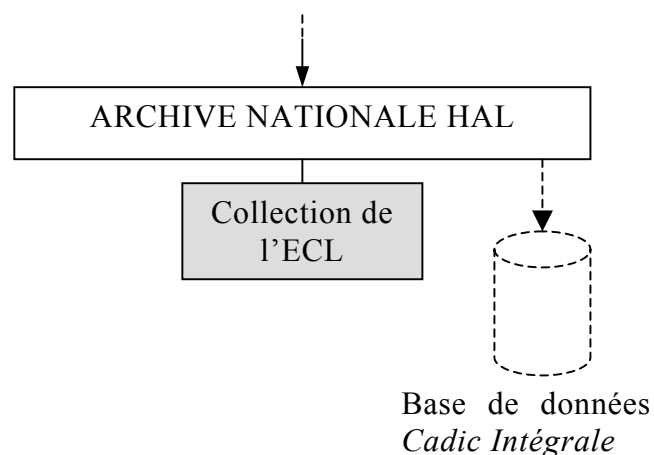 ARCHIVE NATIONALE HAL
Collection de
l’ECL
Base de données
Cadic Intégrale